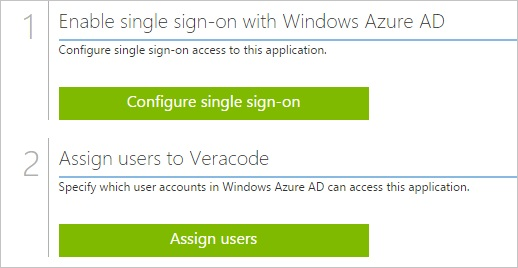 1 Enable single sign-on with Windows Azure AD
Configure single sign-on access to this application.
Configure single sign-on
2 Assign users to Veracode
Specify which user accounts in Windows Azure AD can access this application.
Assign users